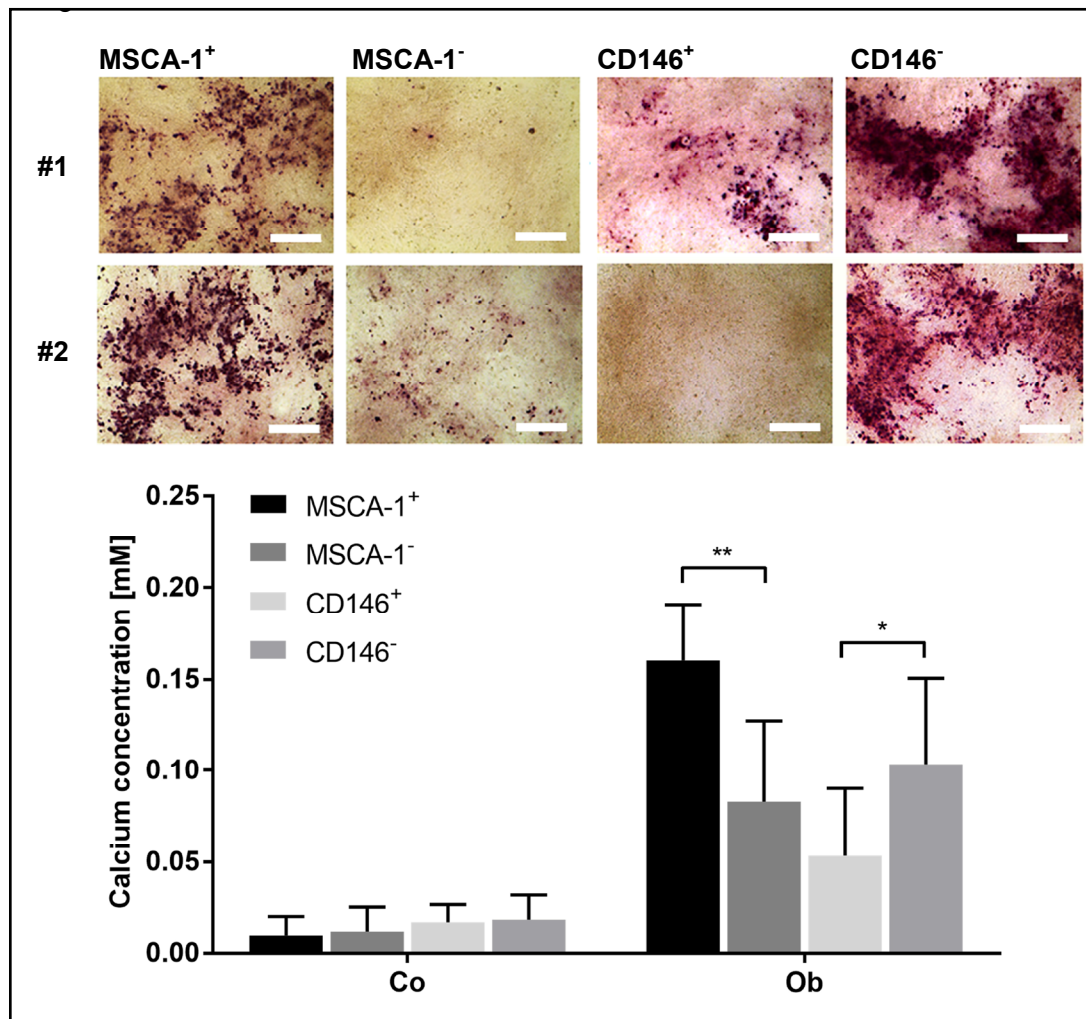 MSCA-1⁺ MSCA-1⁻ CD146⁺ CD146⁻
#1
#2
Calcium concentration [mM]
0.25
0.20
0.15
0.10
0.05
0.00
MSCA-1⁺
MSCA-1⁻
CD146⁺
CD146⁻
**
*
Co Ob